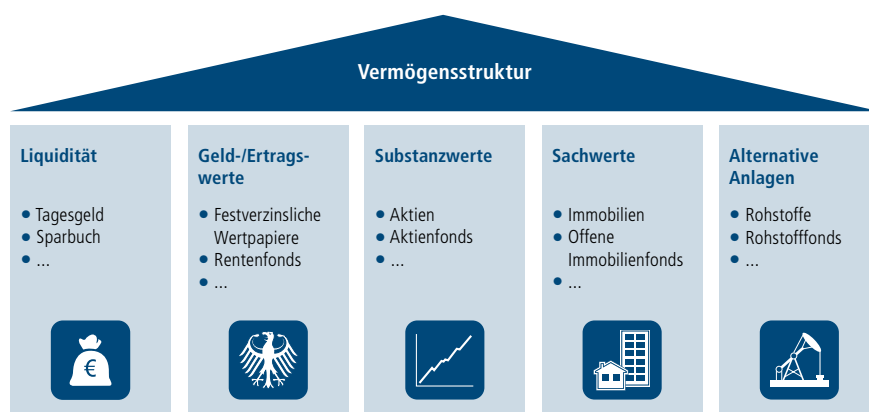 Vermögensstruktur
Liquidität
• Tagesgeld
• Sparbuch
• ...
Geld-/Ertrags-
werte
• Festverzinsliche
Wertpapiere
• Rentenfonds
• ...
Substanzwerte
• Aktien
• Aktienfonds
• ...
Sachwerte
• Immobilien
• Offene
Immobilienfonds
• ...
Alternative
Anlagen
• Rohstoffe
• Rohstofffonds
• ...
€